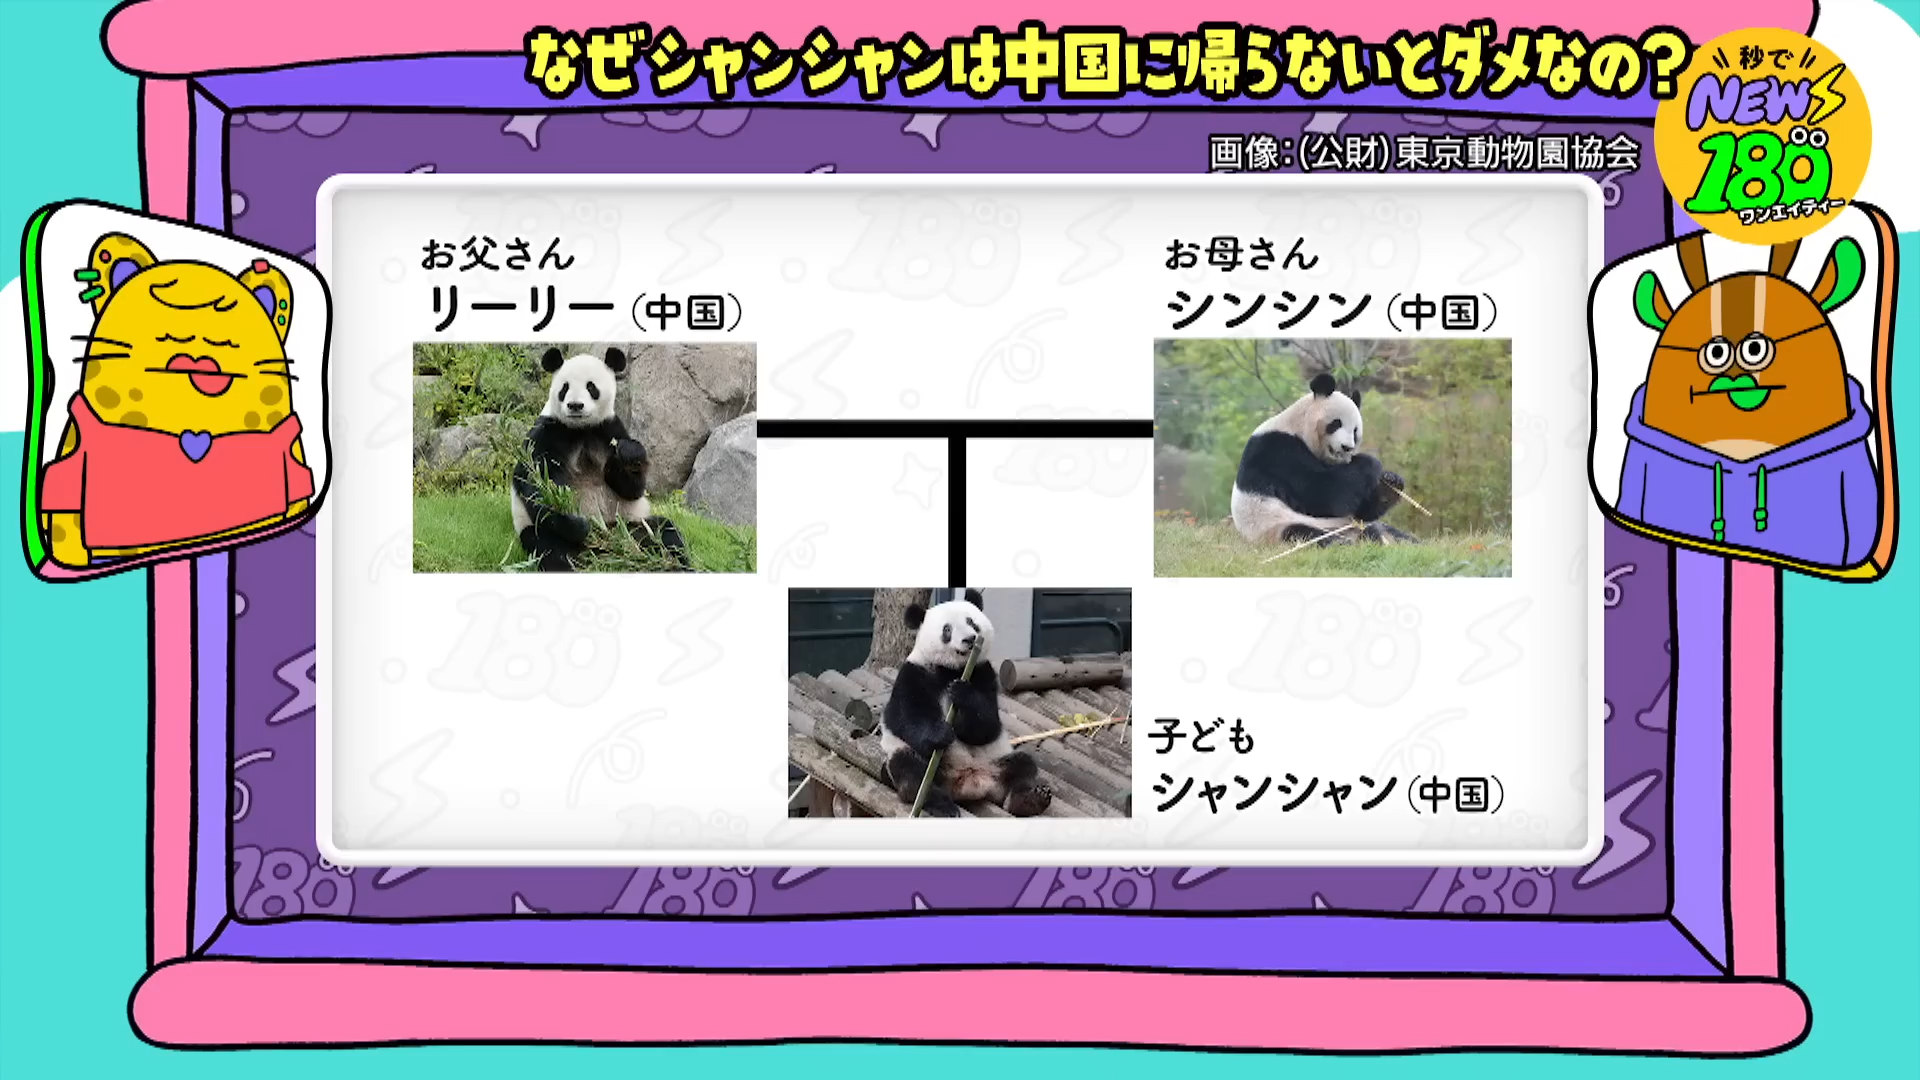 なぜシャンシャンは中国に帰らないとダメなの?
秒で
NEWS
180
ワンエイティー
画像:(公財)東京動物園協会
お父さん
リーリー(中国)
お母さん
シンシン(中国)
子ども
シャンシャン(中国)